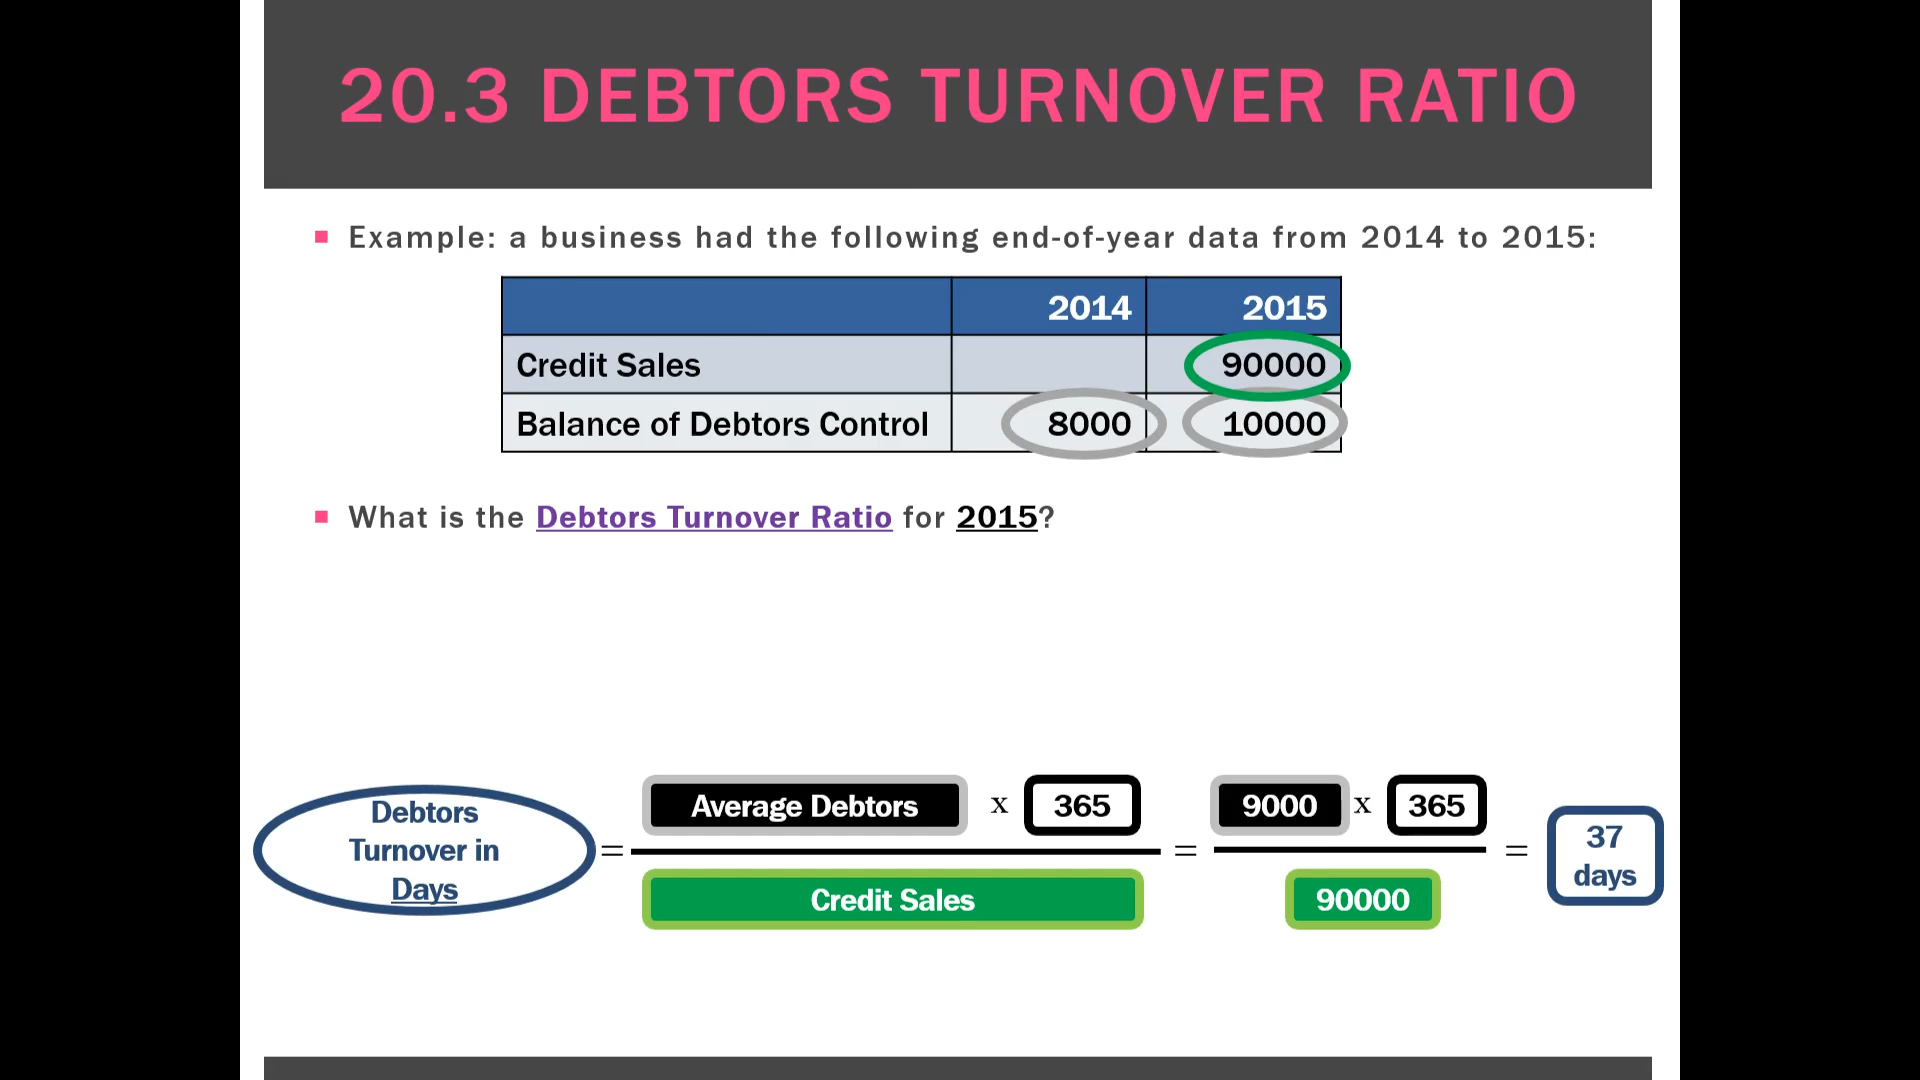 20.3 DEBTORS TURNOVER RATIO
Example: a business had the following end-of-year data from 2014 to 2015:
2014 2015
Credit Sales 90000
Balance of Debtors Control 8000 10000
What is the Debtors Turnover Ratio for 2015?
Debtors
Turnover in
Days
=
Average Debtors x 365
Credit Sales
=
9000 x 365
90000
=
37
days